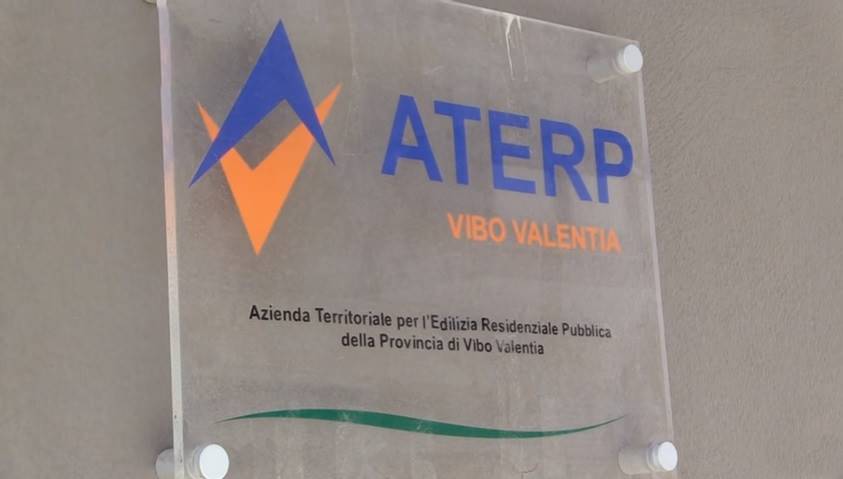 ATERP
VIBO VALENTIA
Azienda Territoriale per l'Edilizia Residenziale Pubblica
della Provincia di Vibo Valentia